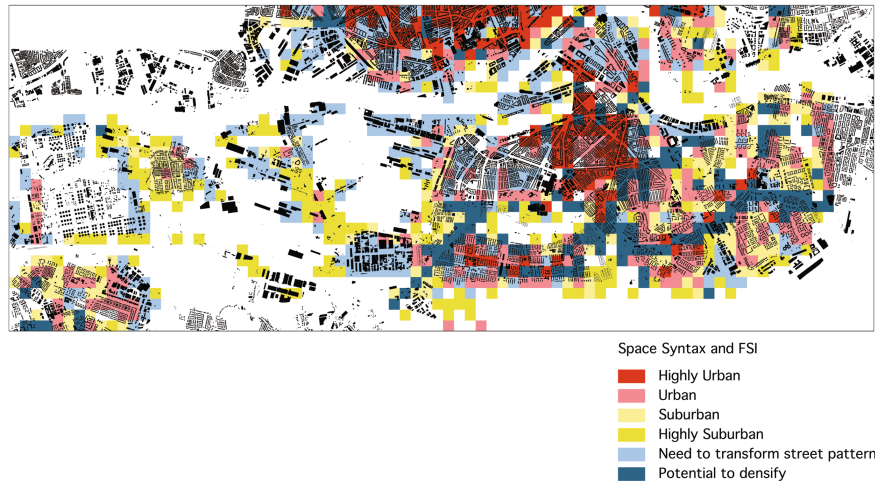 Space Syntax and FSI
Highly Urban
Urban
Suburban
Highly Suburban
Need to transform street pattern
Potential to densify